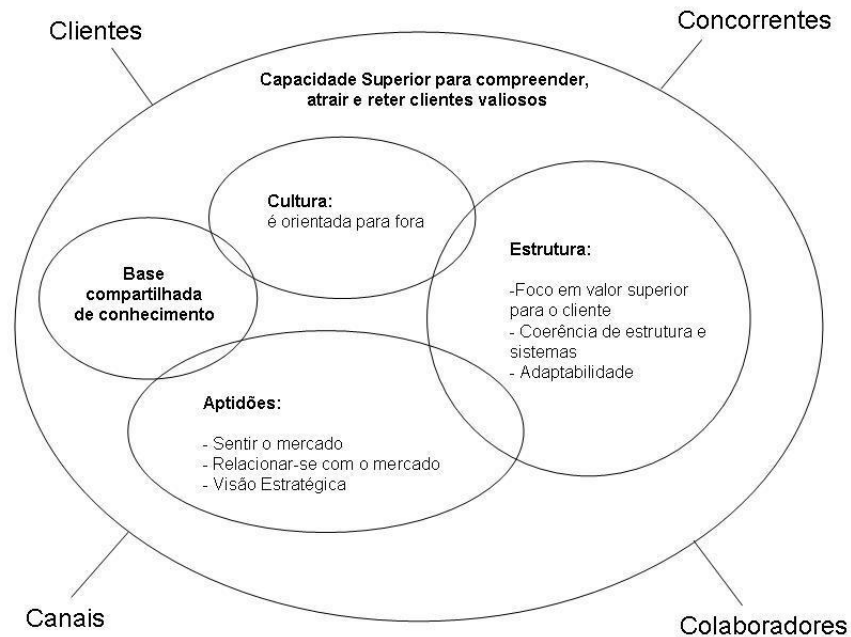 Clientes
Concorrentes
Capacidade Superior para compreender,
atrair e reter clientes valiosos
Cultura:
é orientada para fora
Base
compartilhada
de conhecimento
Estrutura:
-Foco em valor superior
para o cliente
- Coerência de estrutura e
sistemas
- Adaptabilidade
Aptidões:
- Sentir o mercado
- Relacionar-se com o mercado
- Visão Estratégica
Canais
Colaboradores